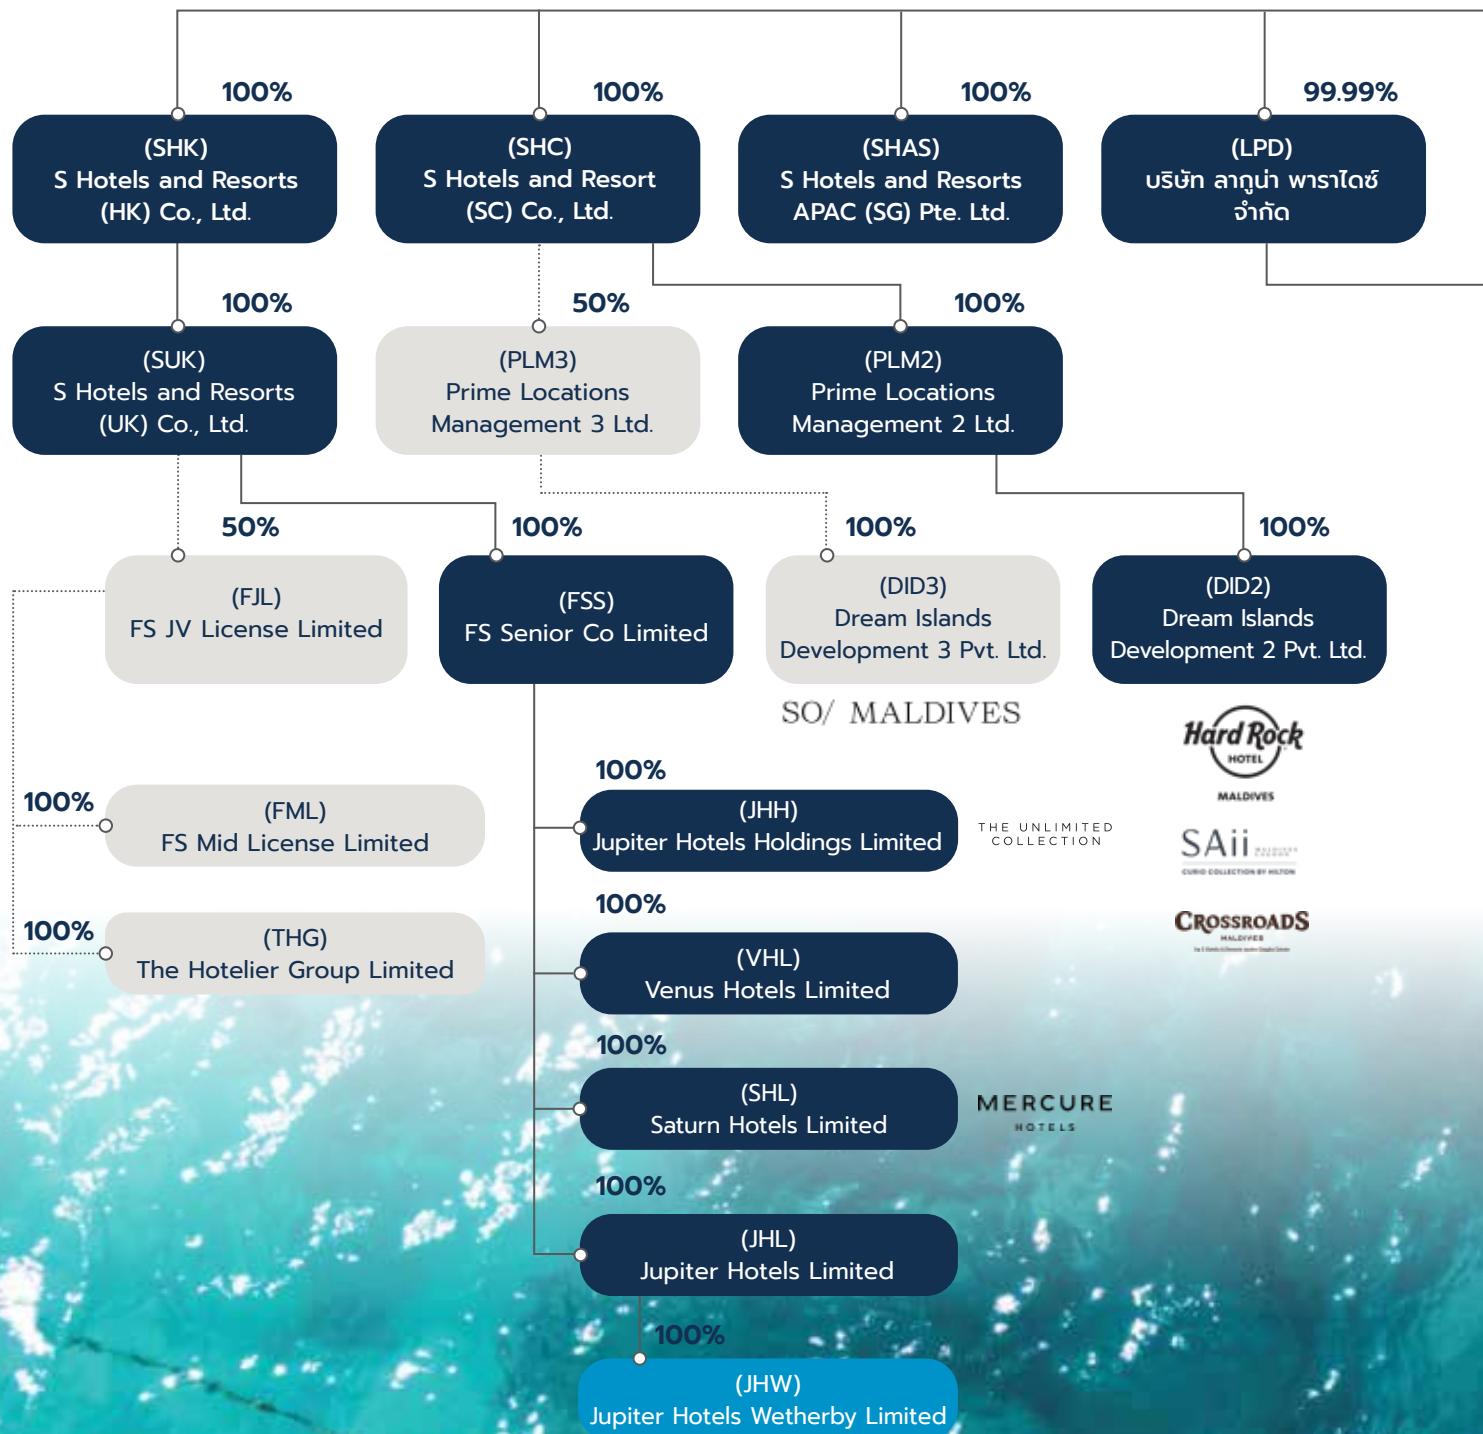 100%
100%
100%
99.99%
(SHK)
S Hotels and Resorts
(HK) Co., Ltd.
(SHC)
S Hotels and Resort
(SC) Co., Ltd.
(SHAS)
S Hotels and Resorts
APAC (SG) Pte. Ltd.
(LPD)
บริษัท ลากูน่า พาราไดซ์
จำกัด
100%
50%
100%
(SUK)
S Hotels and Resorts
(UK) Co., Ltd.
(PLM3)
Prime Locations
Management 3 Ltd.
(PLM2)
Prime Locations
Management 2 Ltd.
50%
100%
100%
100%
(FJL)
FS JV License Limited
(FSS)
FS Senior Co Limited
(DID3)
Dream Islands
Development 3 Pvt. Ltd.
(DID2)
Dream Islands
Development 2 Pvt. Ltd.
SO/ MALDIVES
Hard Rock
HOTEL
MALDIVES
100%
100%
(FML)
FS Mid License Limited
(JHH)
Jupiter Hotels Holdings Limited
THE UNLIMITED
COLLECTION
SAii
CURIO COLLECTION BY HILTON
100%
CROSSROADS
MALDIVES
100%
(THG)
The Hotelier Group Limited
(VHL)
Venus Hotels Limited
100%
(SHL)
Saturn Hotels Limited
MERCURE
HOTELS
100%
(JHL)
Jupiter Hotels Limited
100%
(JHW)
Jupiter Hotels Wetherby Limited